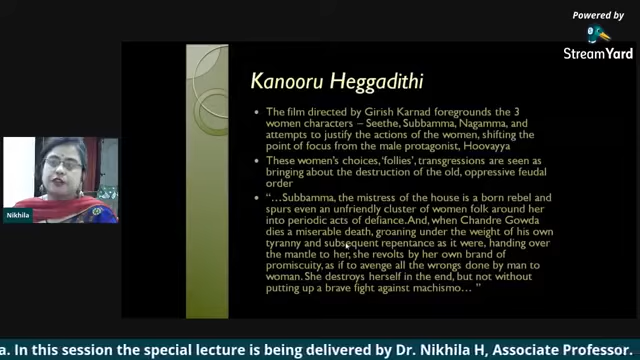 Powered by
StreamYard
Kanooru Heggadithi
The film directed by Girish Karnad foregrounds the 3
women characters – Seethe, Subbamma, Nagamma, and
attempts to justify the actions of the women, shifting the
point of focus from the male protagonist, Hoovayya
These women's choices, 'follies', transgressions are seen as
bringing about the destruction of the old, oppressive feudal
order
"...Subbamma, the mistress of the house is a born rebel and
spurs even an unfriendly cluster of women folk around her
into periodic acts of defiance. And, when Chandre Gowda
dies a miserable death, groaning under the weight of his own
tyranny and subsequent repentance as it were, handing over
the mantle to her, she revolts by her own brand of
promiscuity, as if to avenge all the wrongs done by man to
woman. She destroys herself in the end, but not without
putting up a brave fight against machismo... "
Nikhila
a. In this session the special lecture is being delivered by Dr. Nikhila H, Associate Professor.